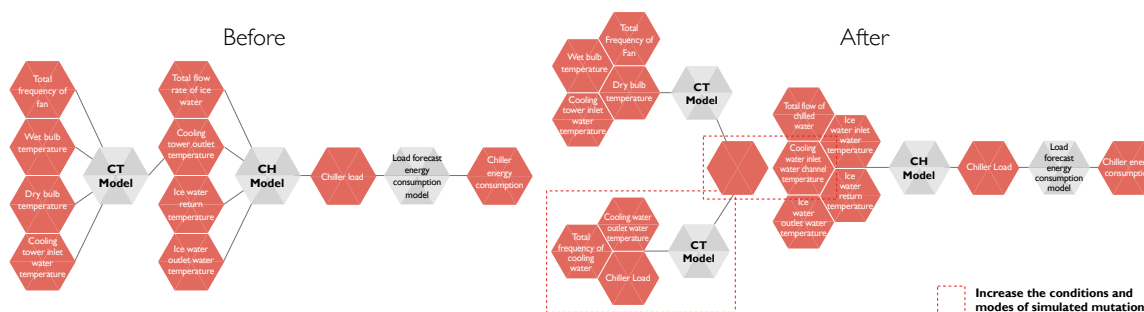 Before
Total
frequency of
fan
Wet bulb
temperature
Dry bulb
temperature
Cooling
tower inlet
water
temperature
CT
Model
Total flow
rate of ice
water
Cooling
tower outlet
temperature
Ice water
return
temperature
Ice water
outlet water
temperature
CH
Model
Chiller load
Load forecast
energy
consumption
model
Chiller
energy
consumption
After
Total
Frequency of
Fan
Wet bulb
temperature
Dry bulb
temperature
Cooling
tower inlet
water
temperature
CT
Model
Cooling water
outlet water
temperature
Total
frequency of
cooling
water
Chiller Load
CT
Model
Total flow of
chilled
water
Ice
water inlet
water
temperature
Cooling
water inlet
water channel
temperature
Ice
water return
temperature
Ice
water outlet
water
temperature
CH
Model
Chiller Load
Load
forecast
energy
consumption
model
Chiller energy
consumption
Increase the conditions and
modes of simulated mutation